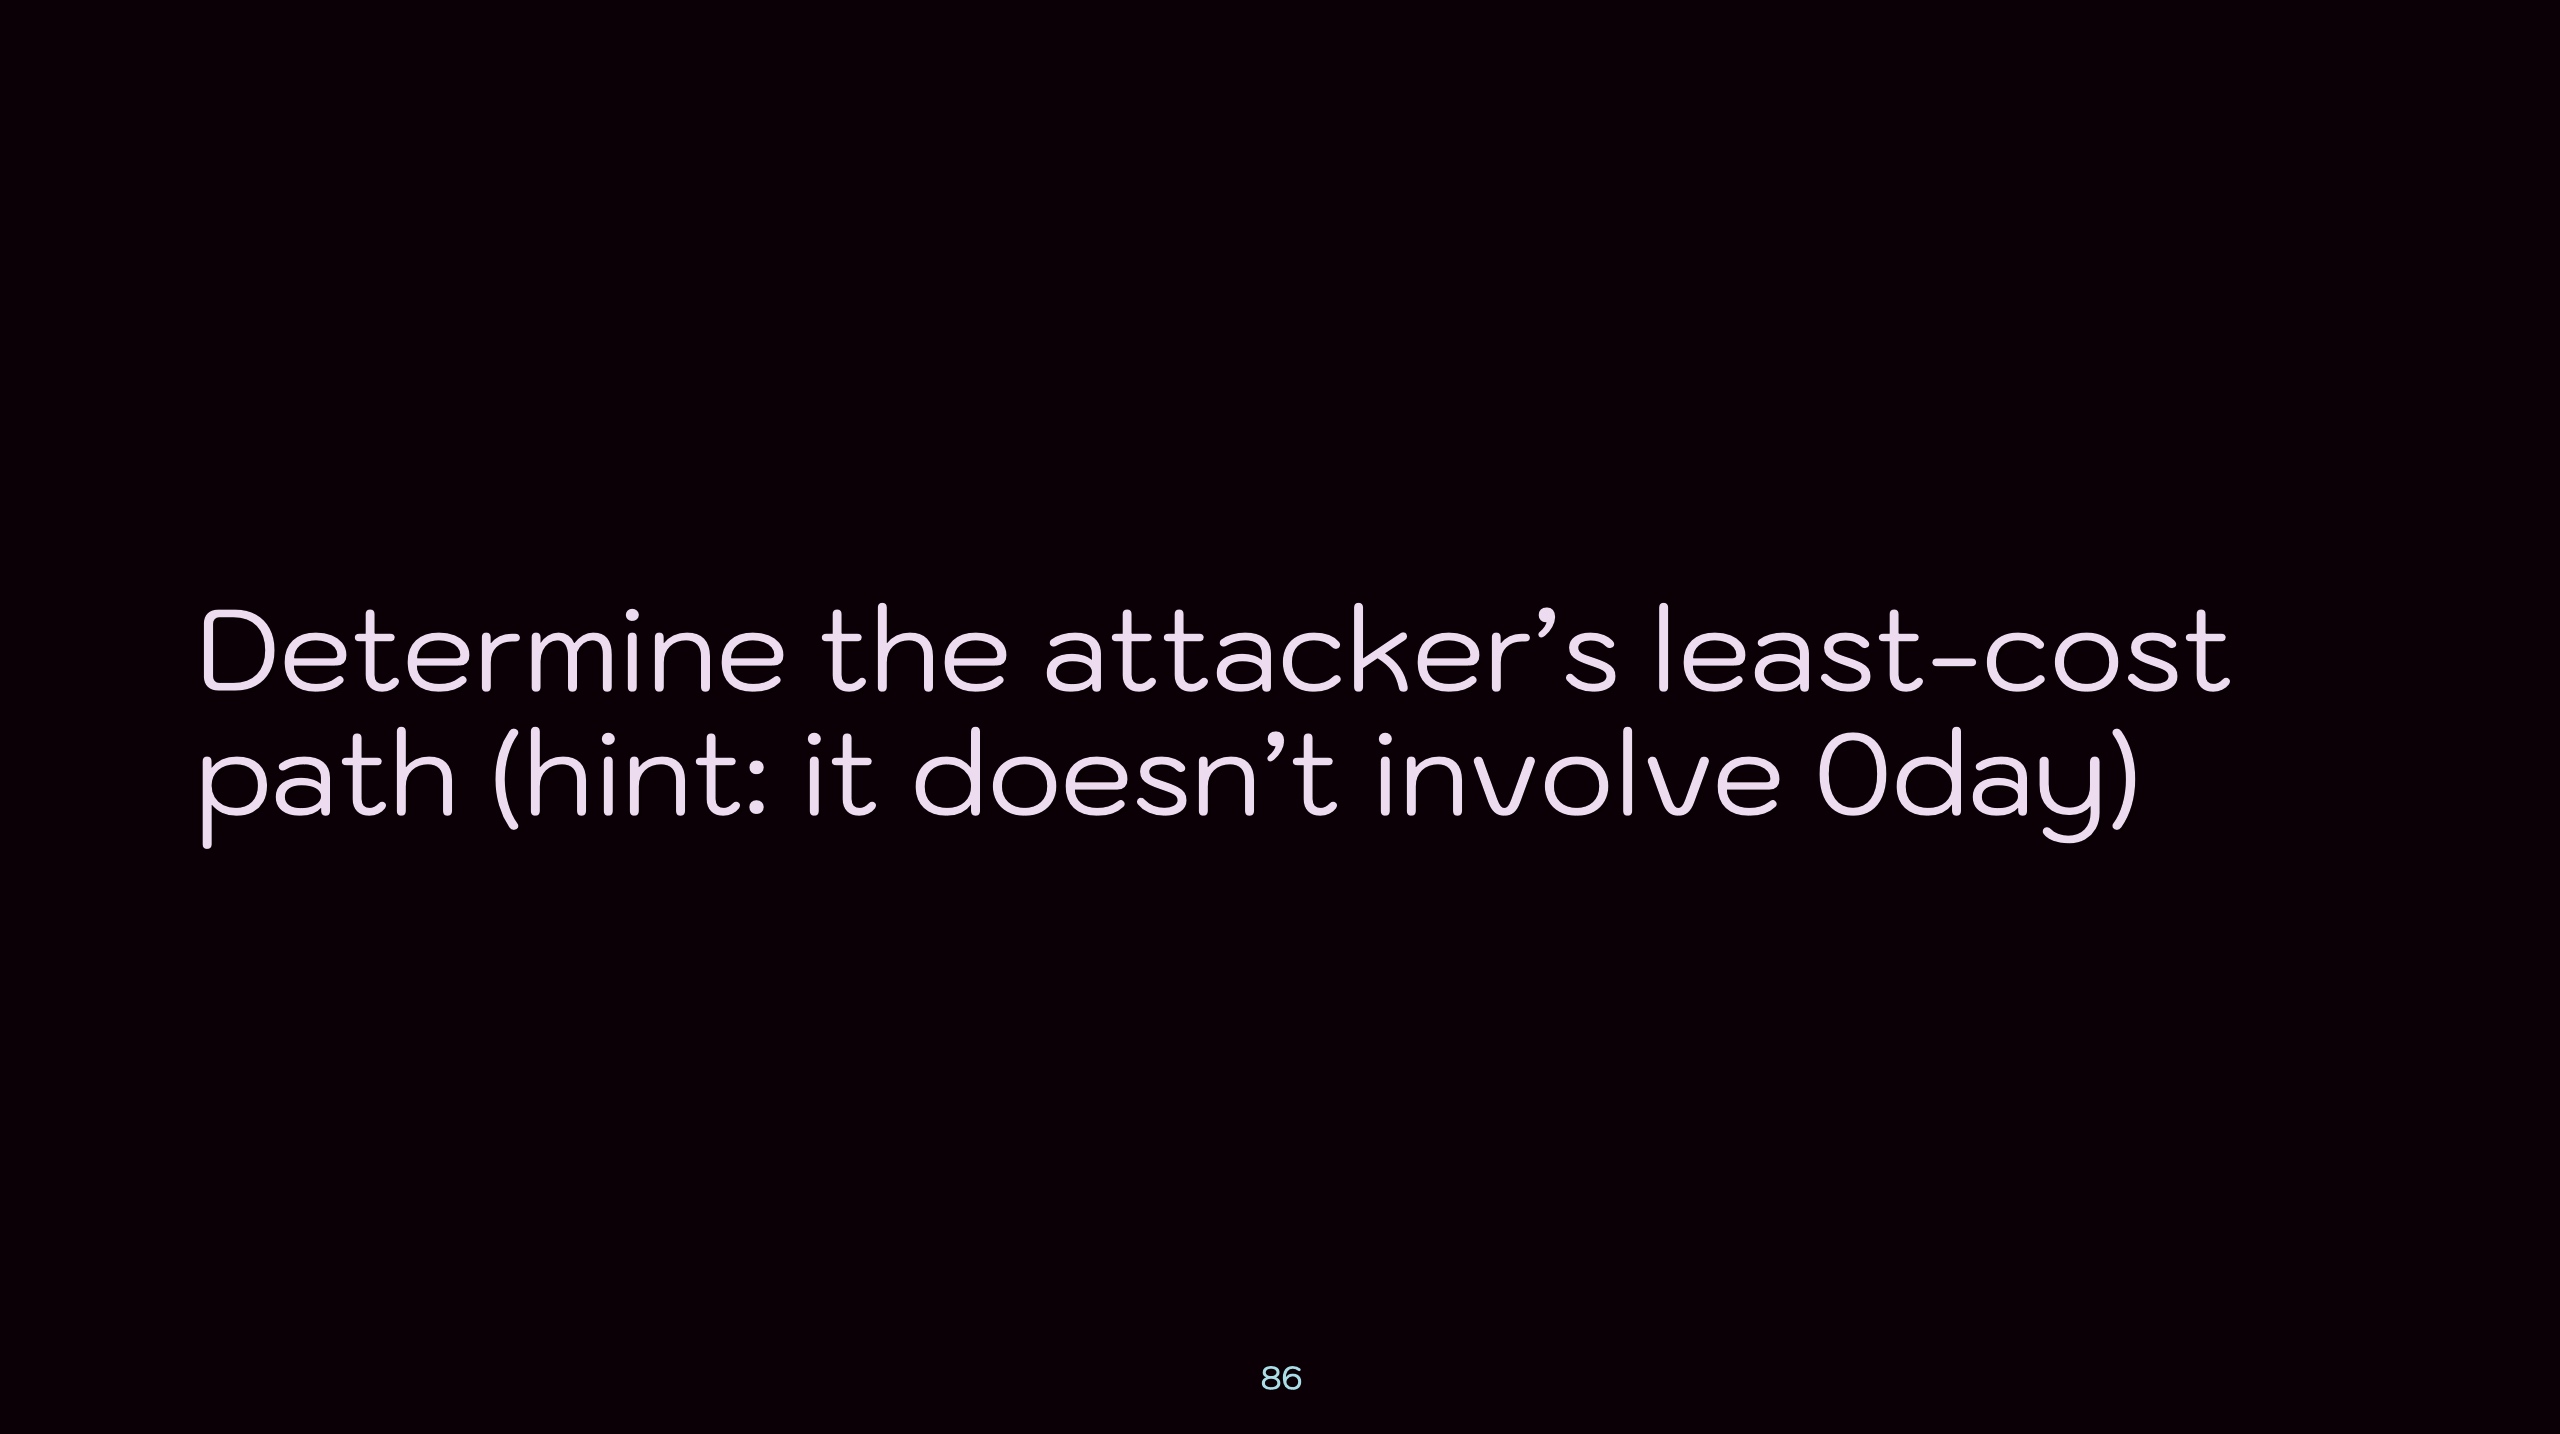 Determine the attacker’s least-cost
path (hint: it doesn’t involve 0day)
86